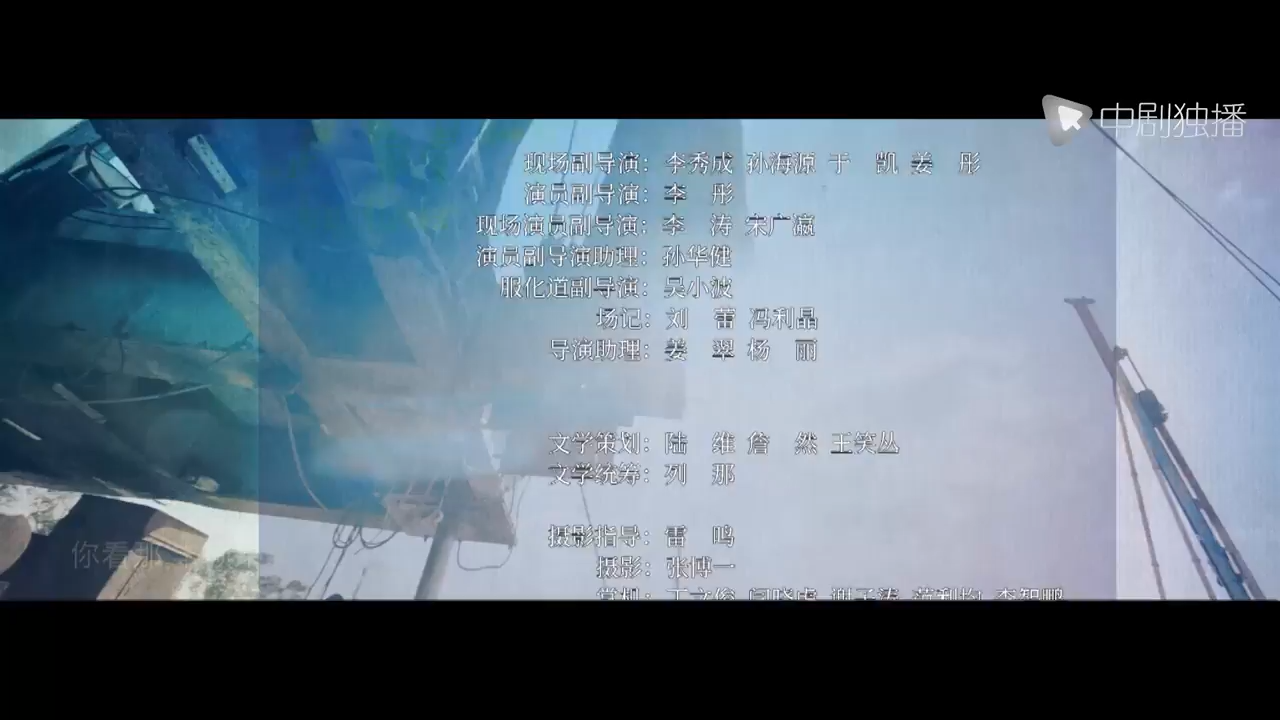 中剧独播
现场副导演：李秀成 孙海源 于　凯 姜　彤
演员副导演：李　彤
现场演员副导演：李　涛 宋广瀛
演员副导演助理：孙华健
服化道副导演：吴小波
场记：刘　蕾 冯利晶
导演助理：姜　翠 杨　丽
文学策划：陆　维 詹　然 王笑丛
文学统筹：列　那
摄影指导：雷　鸣
你看那
摄影：张博一